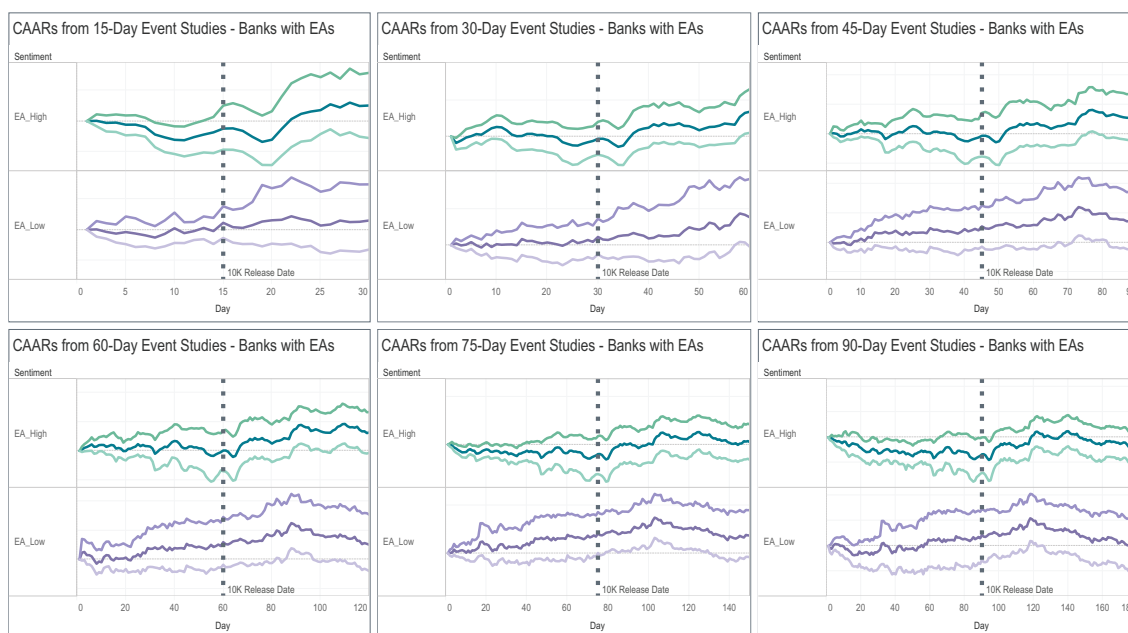 CAARs from 15-Day Event Studies - Banks with EAs
Sentiment
EA_High
EA_Low
10K Release Date
0 5 10 15 20 25 30
Day
CAARs from 30-Day Event Studies - Banks with EAs
Sentiment
EA_High
EA_Low
10K Release Date
0 10 20 30 40 50 60
Day
CAARs from 45-Day Event Studies - Banks with EAs
Sentiment
EA_High
EA_Low
10K Release Date
0 10 20 30 40 50 60 70 80
Day
CAARs from 60-Day Event Studies - Banks with EAs
Sentiment
EA_High
EA_Low
10K Release Date
0 20 40 60 80 100 120
Day
CAARs from 75-Day Event Studies - Banks with EAs
Sentiment
EA_High
EA_Low
10K Release Date
0 20 40 60 80 100 120 140
Day
CAARs from 90-Day Event Studies - Banks with EAs
Sentiment
EA_High
EA_Low
10K Release Date
0 20 40 60 80 100 120 140 160
Day